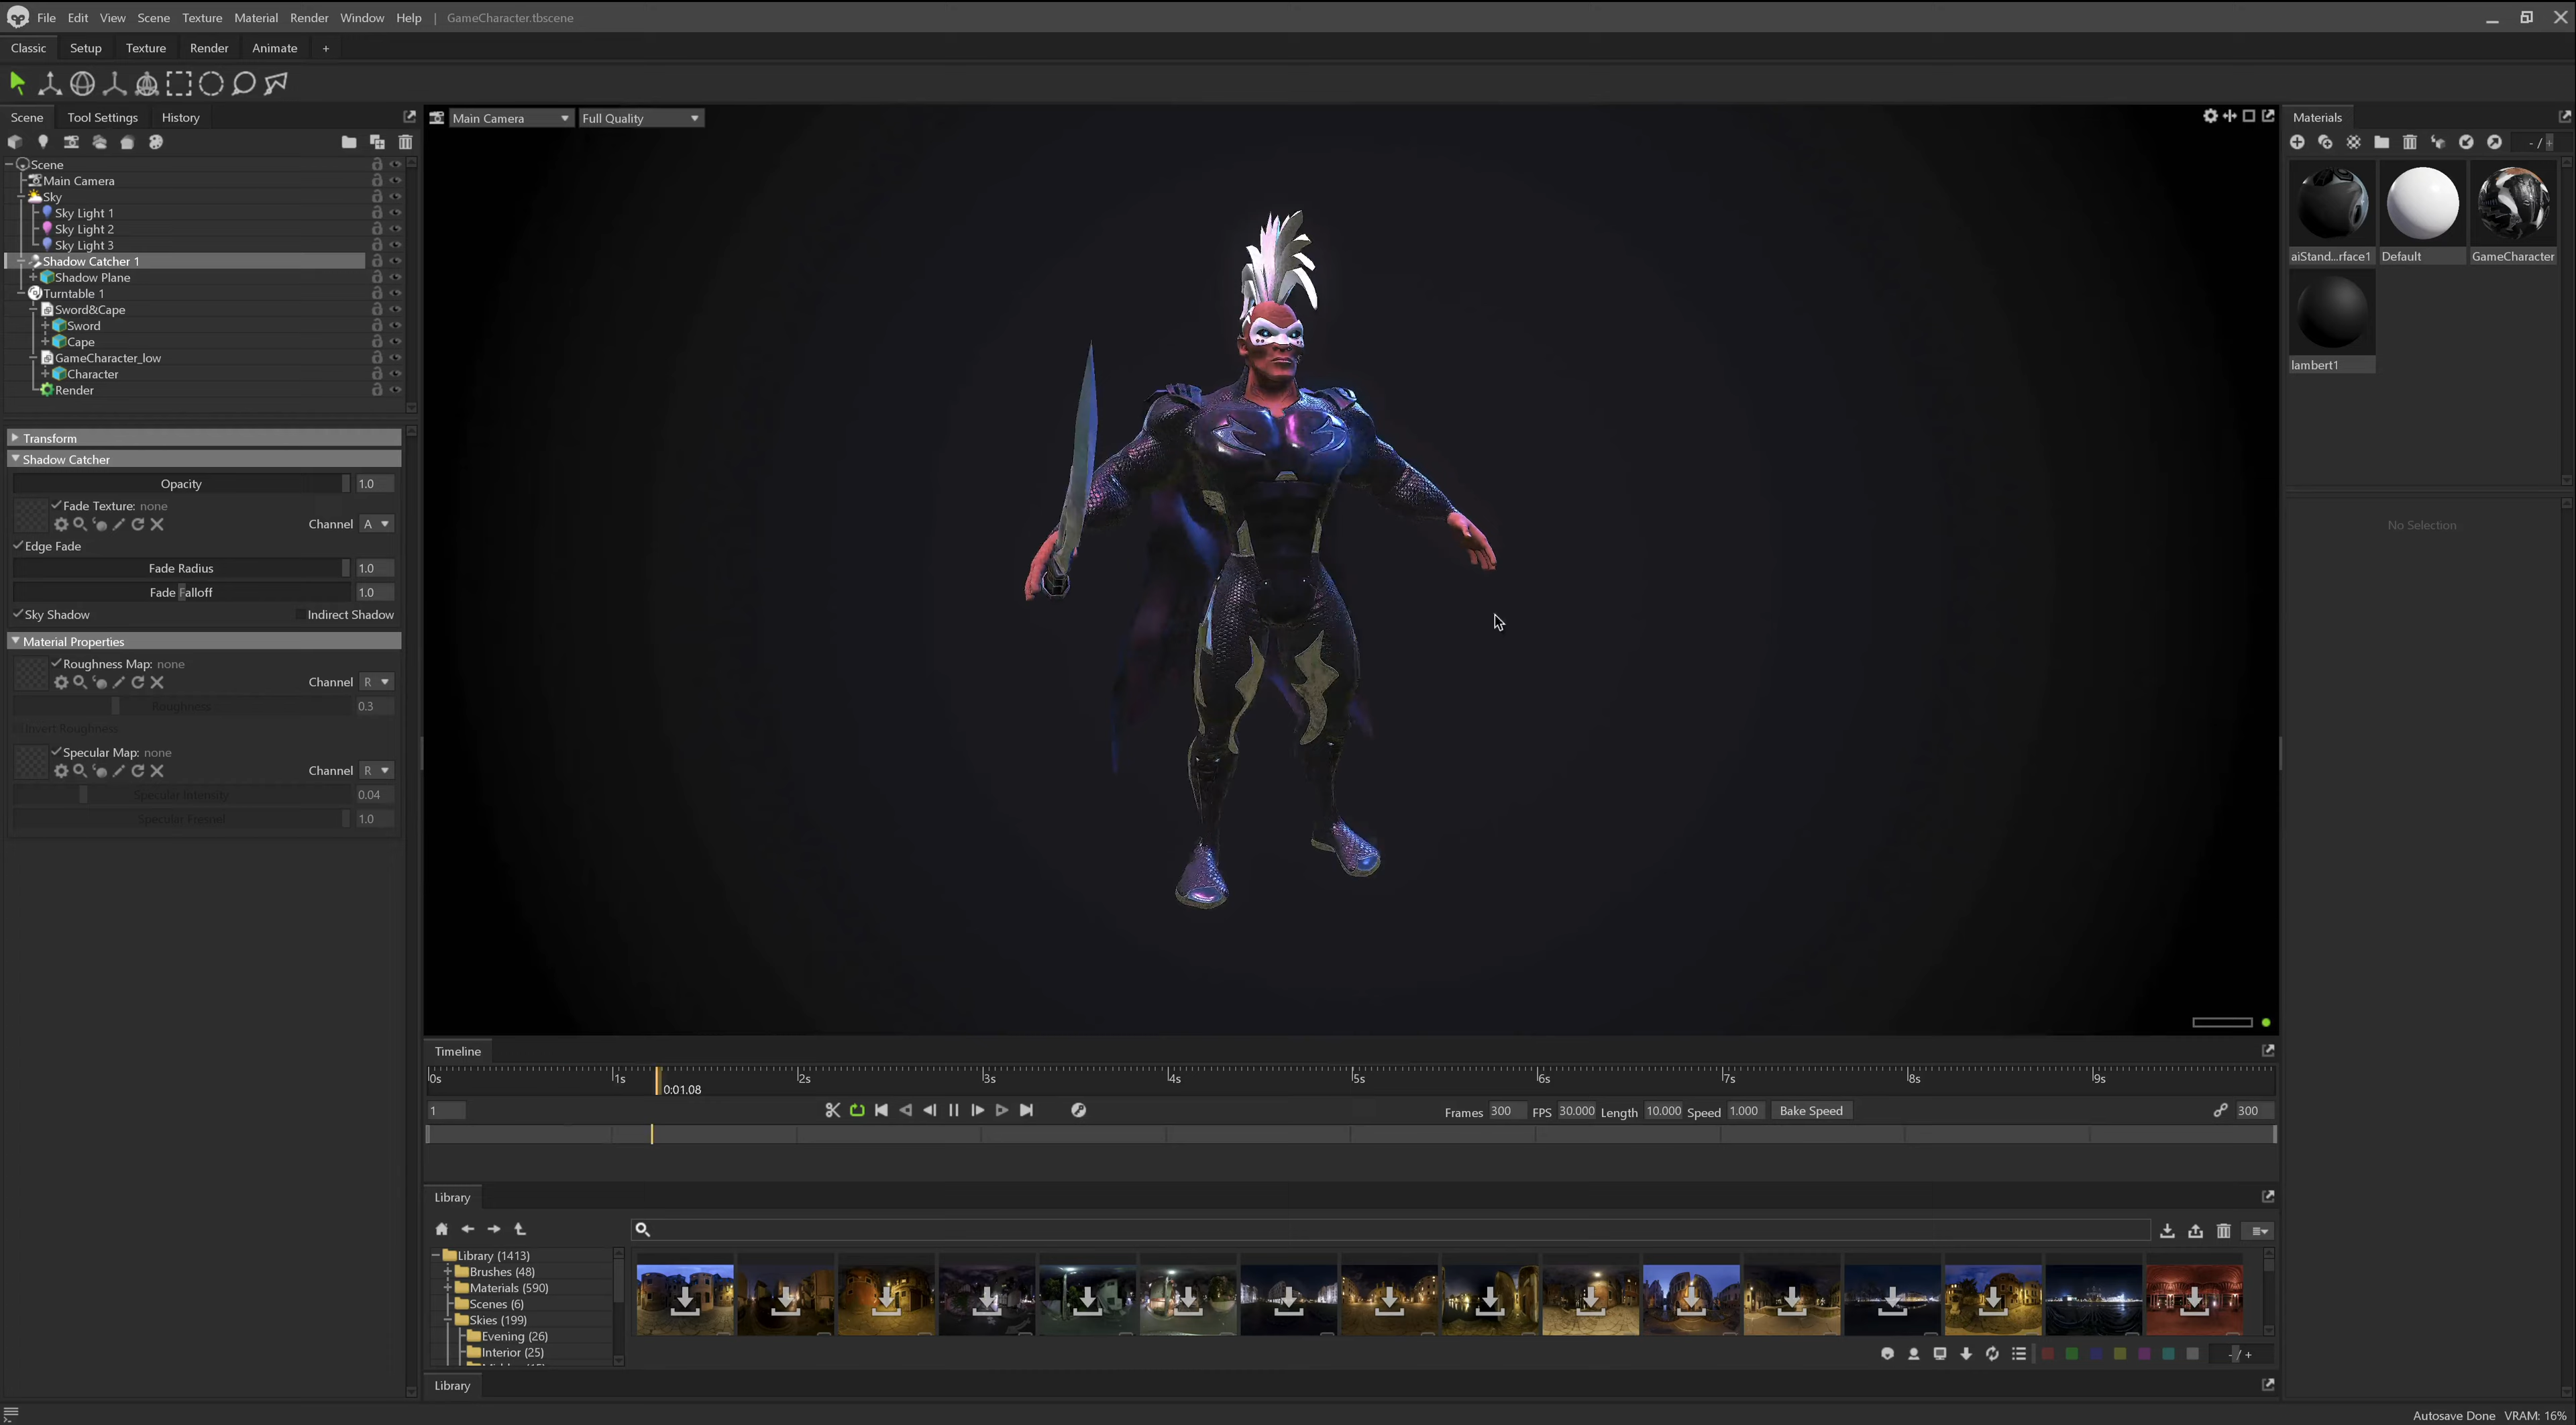 File Edit View Scene Texture Material Render Window Help | GameCharacter.tbscene
Classic Setup Texture Render Animate +
Scene Tool Settings History
Main Camera Full Quality
Materials
- / +
Scene
Main Camera
Sky
Sky Light 1
Sky Light 2
Sky Light 3
Shadow Catcher 1
Shadow Plane
Turntable 1
Sword&Cape
Sword
Cape
GameCharacter_low
Character
Render
aiStand...rface1 Default GameCharacter
lambert1
No Selection
Transform
Shadow Catcher
Opacity 1.0
Fade Texture: none
Channel A
Edge Fade
Fade Radius 1.0
Fade Falloff 1.0
Sky Shadow Indirect Shadow
Material Properties
Roughness Map: none
Channel R
Roughness 0.3
Invert Roughness
Specular Map: none
Channel R
Specular Intensity 0.04
Specular Fresnel 1.0
Timeline
0s 1s 2s 3s 4s 5s 6s 7s 8s 9s
0:01.08
1 Frames 300 FPS 30.000 Length 10.000 Speed 1.000 Bake Speed 300
Library
Library (1413)
Brushes (48)
Materials (590)
Scenes (6)
Skies (199)
Evening (26)
Interior (25)
- / +
Library
Autosave Done VRAM: 16%